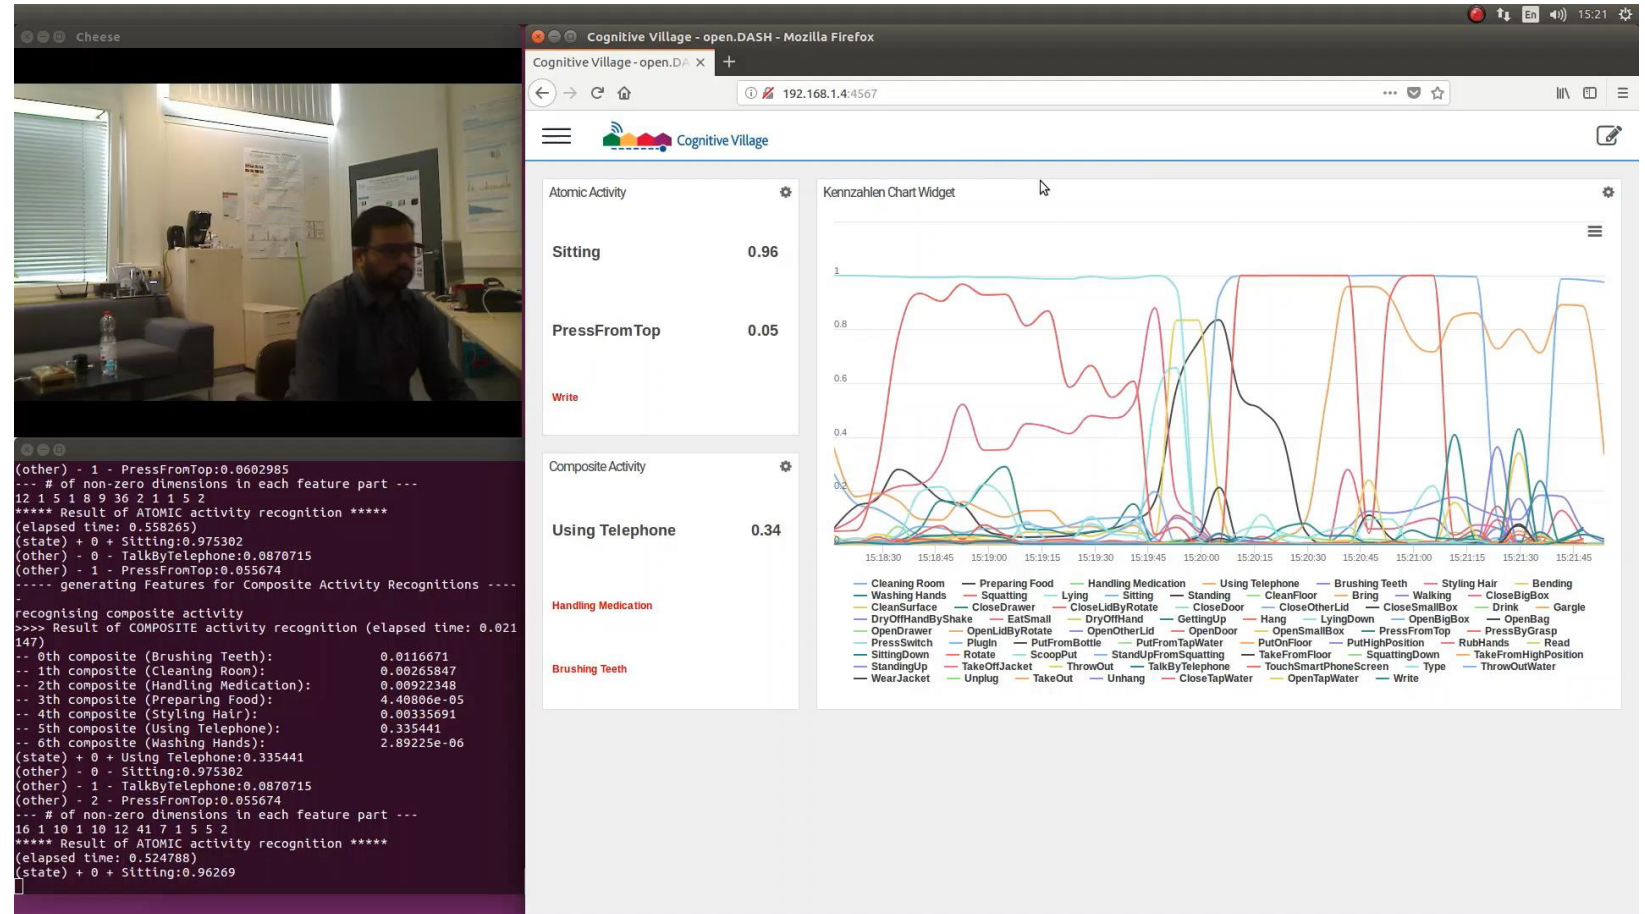 En
15:21
Cheese
Cognitive Village - open.DASH - Mozilla Firefox
Cognitive Village - open.DA
192.168.1.4:4567
Cognitive Village
Atomic Activity
Sitting 0.96
PressFromTop 0.05
Write
Composite Activity
Using Telephone 0.34
Handling Medication
Brushing Teeth
Kennzahlen Chart Widget
1
0.8
0.6
0.4
0.2
0
15:18:30 15:18:45 15:19:00 15:19:15 15:19:30 15:19:45 15:20:00 15:20:15 15:20:30 15:20:45 15:21:00 15:21:15 15:21:30 15:21:45
Cleaning Room Preparing Food Handling Medication Using Telephone Brushing Teeth Styling Hair Bending
Washing Hands Squatting Lying Sitting Standing CleanFloor Bring Walking CloseBigBox
CleanSurface CloseDrawer CloseLidByRotate CloseDoor CloseOtherLid CloseSmallBox Drink Gargle
DryOffHandByShake EatSmall DryOffHand GettingUp Hang LyingDown OpenBigBox OpenBag
OpenDrawer OpenLidByRotate OpenOtherLid OpenDoor OpenSmallBox PressFromTop PressByGrasp
PressSwitch PlugIn PutFromBottle PutFromTapWater PutOnFloor PutHighPosition RubHands Read
SittingDown Rotate ScoopPut StandUpFromSquatting TakeFromFloor SquattingDown TakeFromHighPosition
StandingUp TakeOffJacket ThrowOut TalkByTelephone TouchSmartPhoneScreen Type ThrowOutWater
WearJacket Unplug TakeOut Unhang CloseTapWater OpenTapWater Write
(other) - 1 - PressFromTop:0.0602985
--- # of non-zero dimensions in each feature part ---
12 1 5 1 8 9 36 2 1 1 5 2
***** Result of ATOMIC activity recognition *****
(elapsed time: 0.558265)
(state) + 0 + Sitting:0.975302
(other) - 0 - TalkByTelephone:0.0870715
(other) - 1 - PressFromTop:0.055674
----- generating Features for Composite Activity Recognitions ----
-
recognising composite activity
>>>> Result of COMPOSITE activity recognition (elapsed time: 0.021
147)
-- 0th composite (Brushing Teeth): 0.0116671
-- 1th composite (Cleaning Room): 0.00265847
-- 2th composite (Handling Medication): 0.00922348
-- 3th composite (Preparing Food): 4.40806e-05
-- 4th composite (Styling Hair): 0.00335691
-- 5th composite (Using Telephone): 0.335441
-- 6th composite (Washing Hands): 2.89225e-06
(state) + 0 + Using Telephone:0.335441
(other) - 0 - Sitting:0.975302
(other) - 1 - TalkByTelephone:0.0870715
(other) - 2 - PressFromTop:0.055674
--- # of non-zero dimensions in each feature part ---
16 1 10 1 10 12 41 7 1 5 5 2
***** Result of ATOMIC activity recognition *****
(elapsed time: 0.524788)
(state) + 0 + Sitting:0.96269